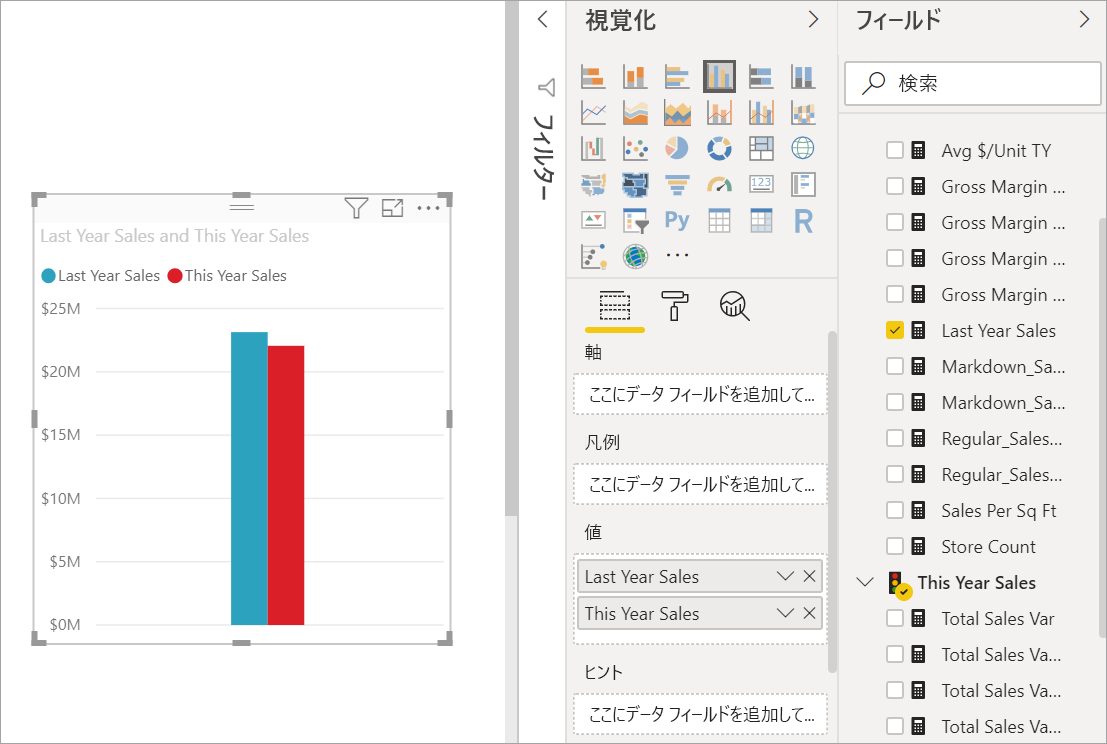 Last Year Sales and This Year Sales
Last Year Sales This Year Sales
$25M
$20M
$15M
$10M
$5M
$0M
フィルター
視覚化
123
Py
R
軸
ここにデータ フィールドを追加して...
凡例
ここにデータ フィールドを追加して...
値
Last Year Sales
This Year Sales
ヒント
ここにデータ フィールドを追加して...
フィールド
検索
Avg $/Unit TY
Gross Margin ...
Gross Margin ...
Gross Margin ...
Gross Margin ...
Last Year Sales
Markdown_Sa...
Markdown_Sa...
Regular_Sales...
Regular_Sales...
Sales Per Sq Ft
Store Count
This Year Sales
Total Sales Var
Total Sales Va...
Total Sales Va...
Total Sales Va...